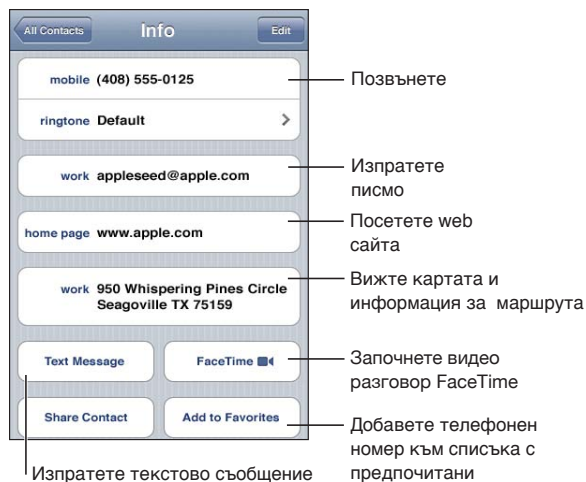 All Contacts Info Edit
mobile (408) 555-0125
ringtone Default
work appleseed@apple.com
home page www.apple.com
work 950 Whispering Pines Circle
Seagoville TX 75159
Text Message FaceTime
Share Contact Add to Favorites
Позвънете
Изпратете
писмо
Посетете web
сайта
Вижте картата и
информация за маршрута
Започнете видео
разговор FaceTime
Добавете телефонен
номер към списъка с
предпочитани
Изпратете текстово съобщение